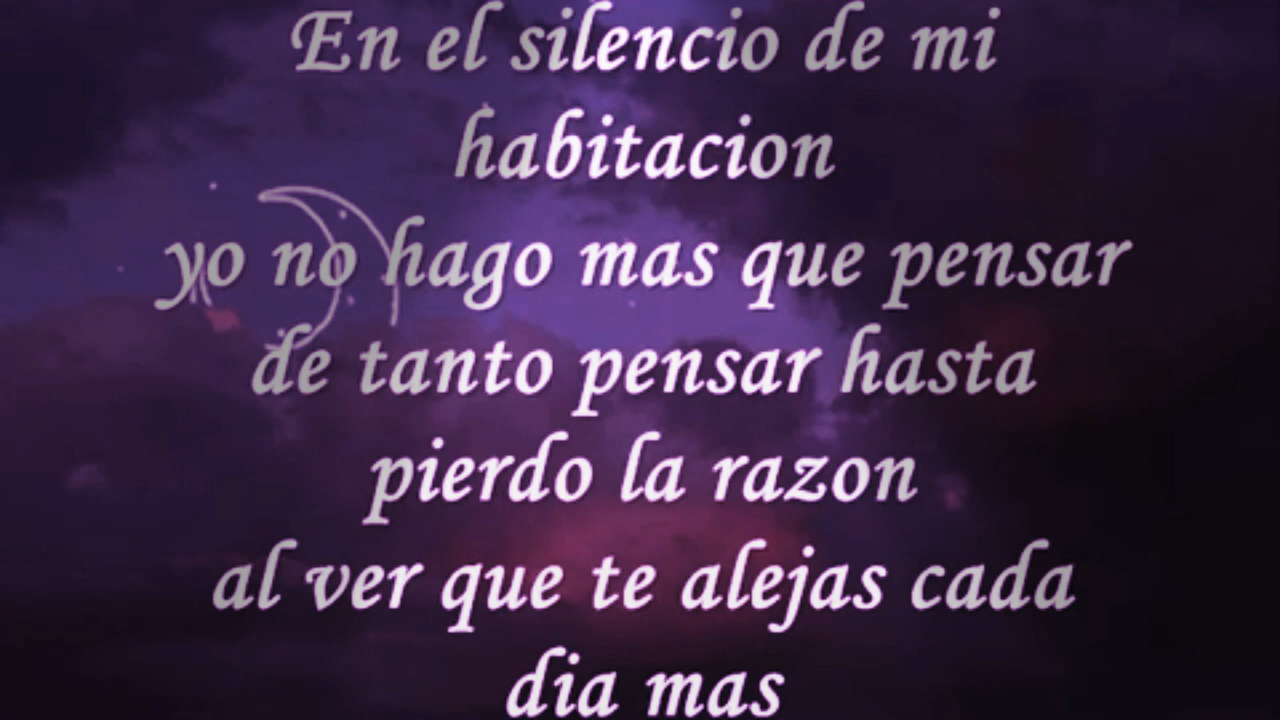 En el silencio de mi
habitacion
yo no hago mas que pensar
de tanto pensar hasta
pierdo la razon
al ver que te alejas cada
dia mas